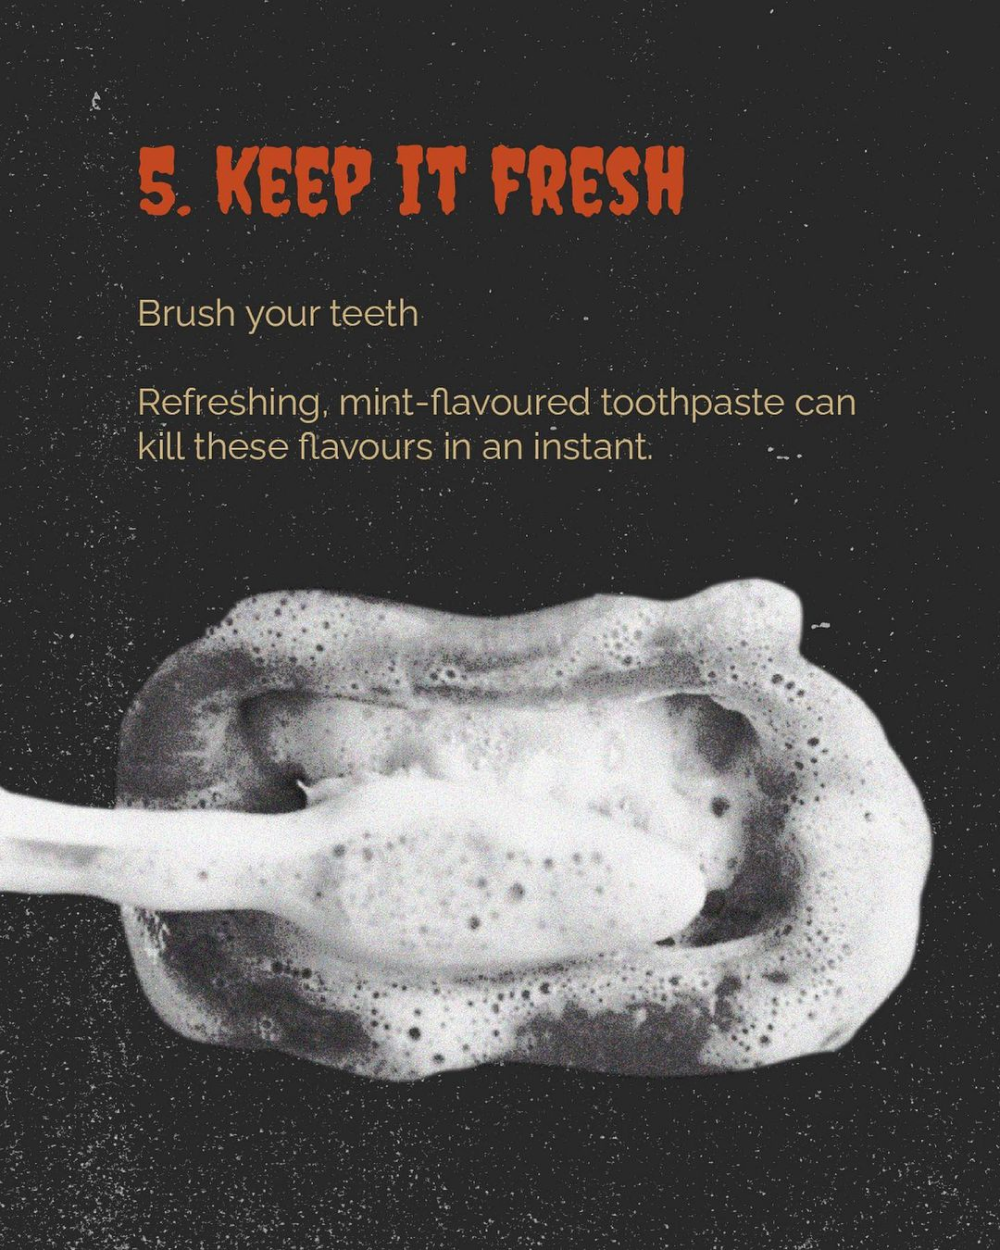 5. KEEP IT FRESH
Brush your teeth
Refreshing, mint-flavoured toothpaste can
kill these flavours in an instant.